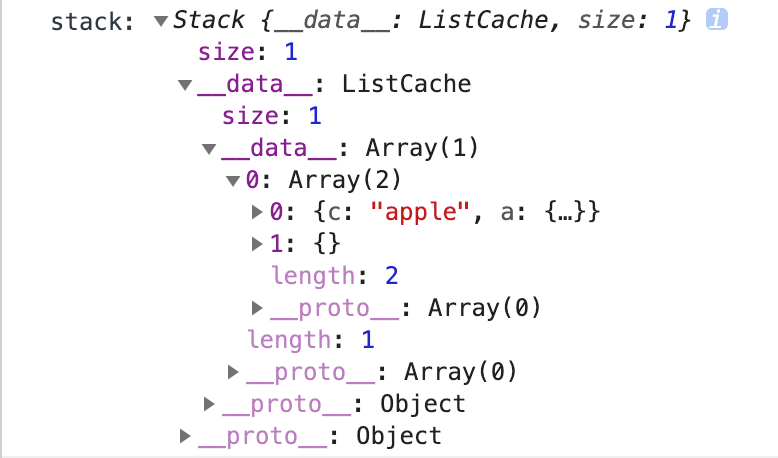 stack: ▼Stack {__data__: ListCache, size: 1} i
size: 1
▼__data__: ListCache
size: 1
▼__data__: Array(1)
▼0: Array(2)
▶0: {c: "apple", a: {…}}
▶1: {}
length: 2
▶__proto__: Array(0)
length: 1
▶__proto__: Array(0)
▶__proto__: Object
▶__proto__: Object